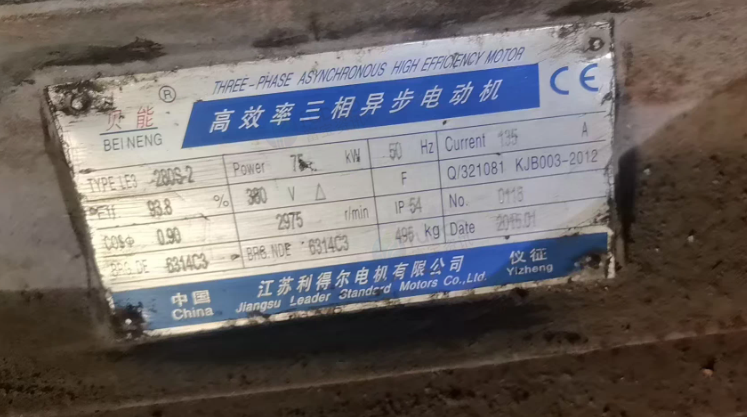 THREE-PHASE ASYNCHRONOUS HIGH EFFICIENCY MOTOR
贝能 ®
BEINENG
高效率三相异步电动机
CE
TYPE LE3 -280S-2 Power 75 kW 50 Hz Current 135 A
Eff 93.8 % 380 V △ F Q/321081 KJB003-2012
COSΦ 0.90 2975 r/min IP 54 No. 0115
BRG.DE 6314C3 BRG.NDE 6314C3 495 kg Date 2015.01
中国 江苏利得尔电机有限公司 仪征
China Jiangsu Leader Standard Motors Co.,Ltd. Yizheng